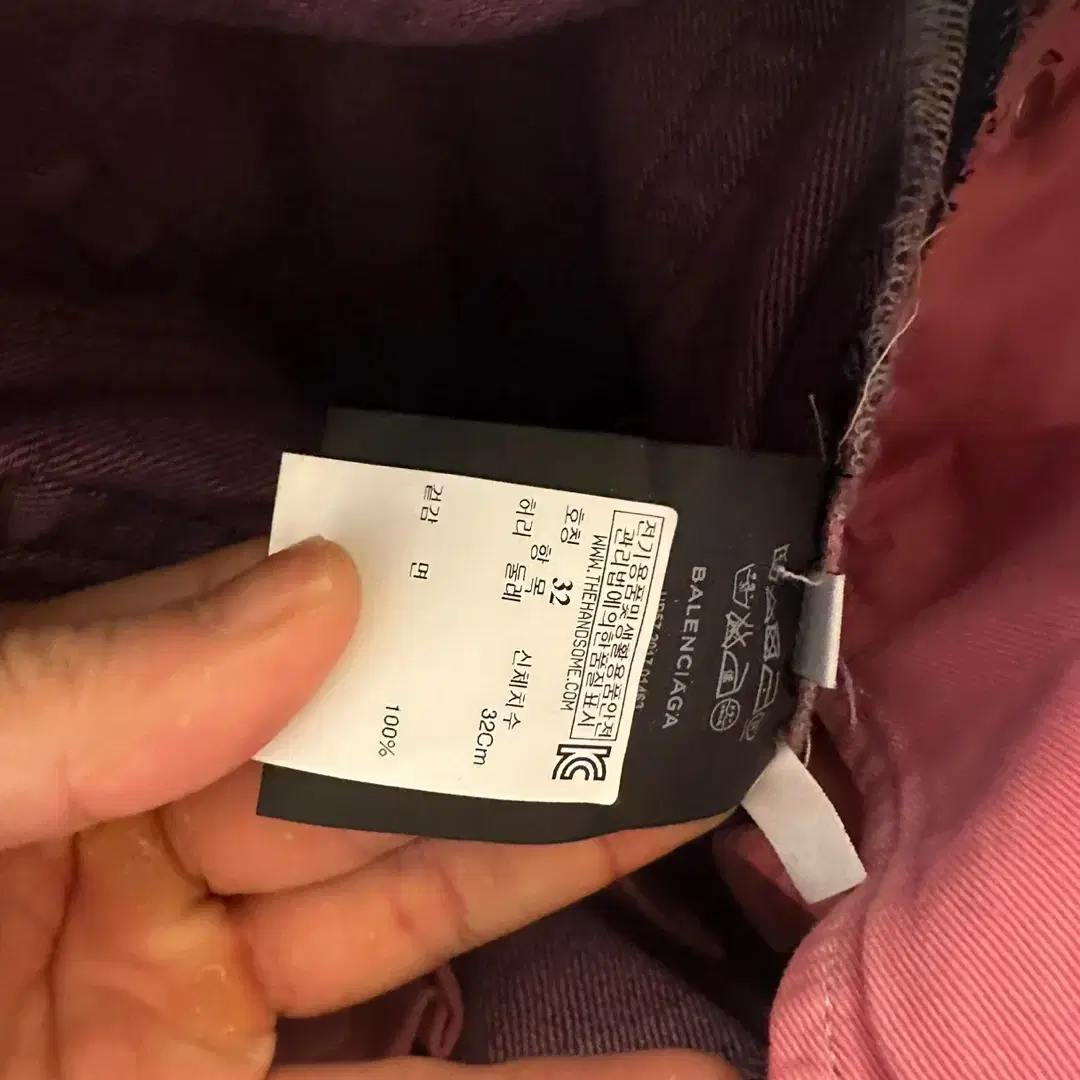 BALENCIAGA
전기용품및생활용품안전
관리법에의한품질표시
WWW.THEHANDSOME.COM
호칭 32
항 목 신체치수
허리 둘레 32Cm
겉감 면 100%